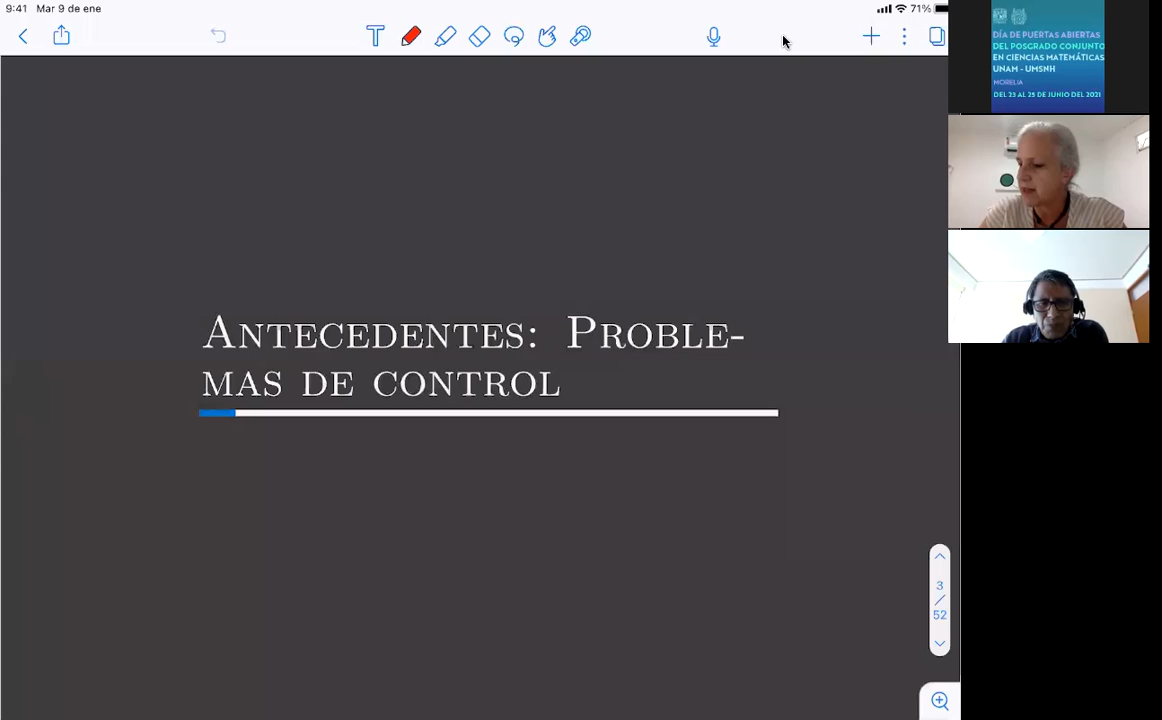 9:41 Mar 9 de ene
71%
ANTECEDENTES: PROBLE-
MAS DE CONTROL
3
/
52
DÍA DE PUERTAS ABIERTAS
DEL POSGRADO CONJUNTO
EN CIENCIAS MATEMÁTICAS
UNAM - UMSNH
MORELIA
DEL 23 AL 25 DE JUNIO DEL 2021